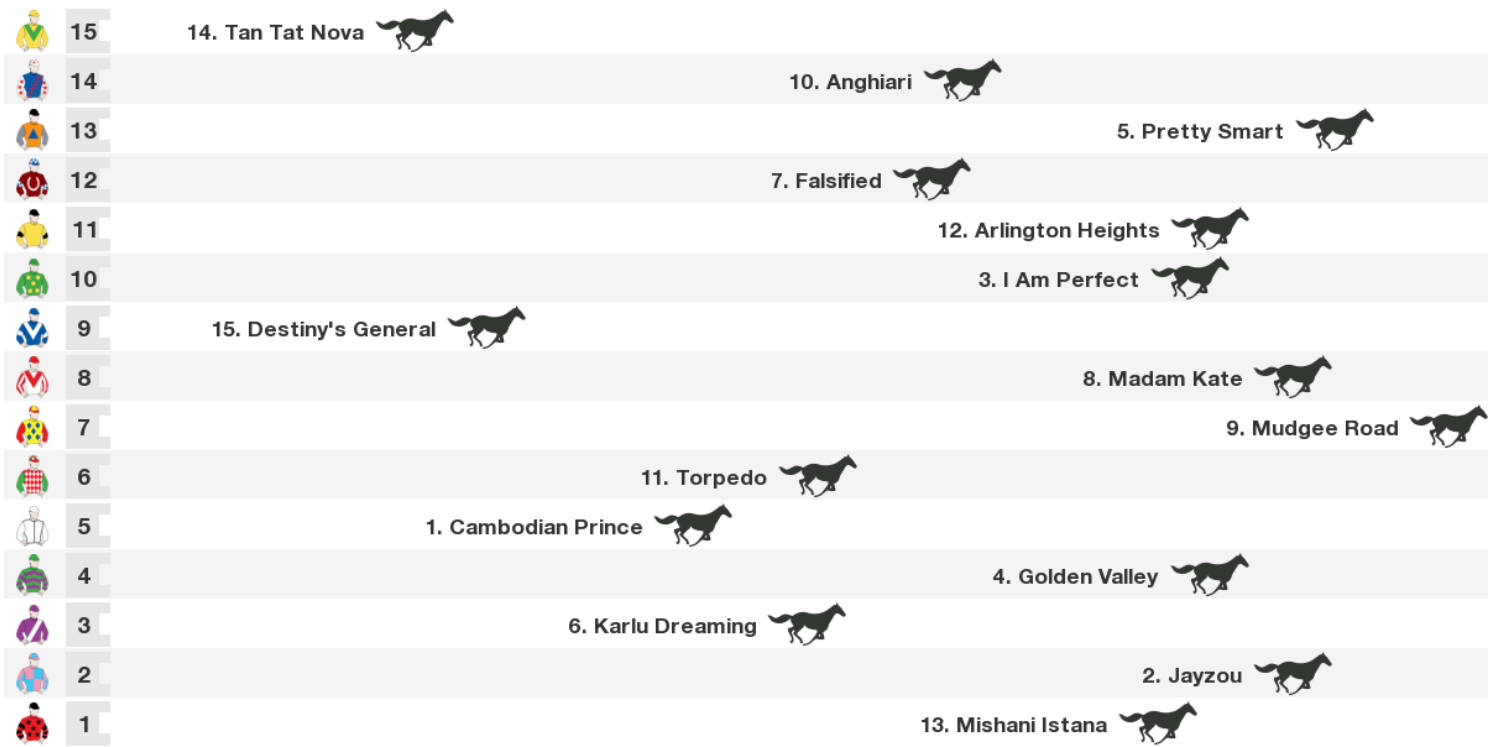 15 14. Tan Tat Nova
14 10. Anghiari
13 5. Pretty Smart
12 7. Falsified
11 12. Arlington Heights
10 3. I Am Perfect
9 15. Destiny's General
8 8. Madam Kate
7 9. Mudgee Road
6 11. Torpedo
5 1. Cambodian Prince
4 4. Golden Valley
3 6. Karlu Dreaming
2 2. Jayzou
1 13. Mishani Istana